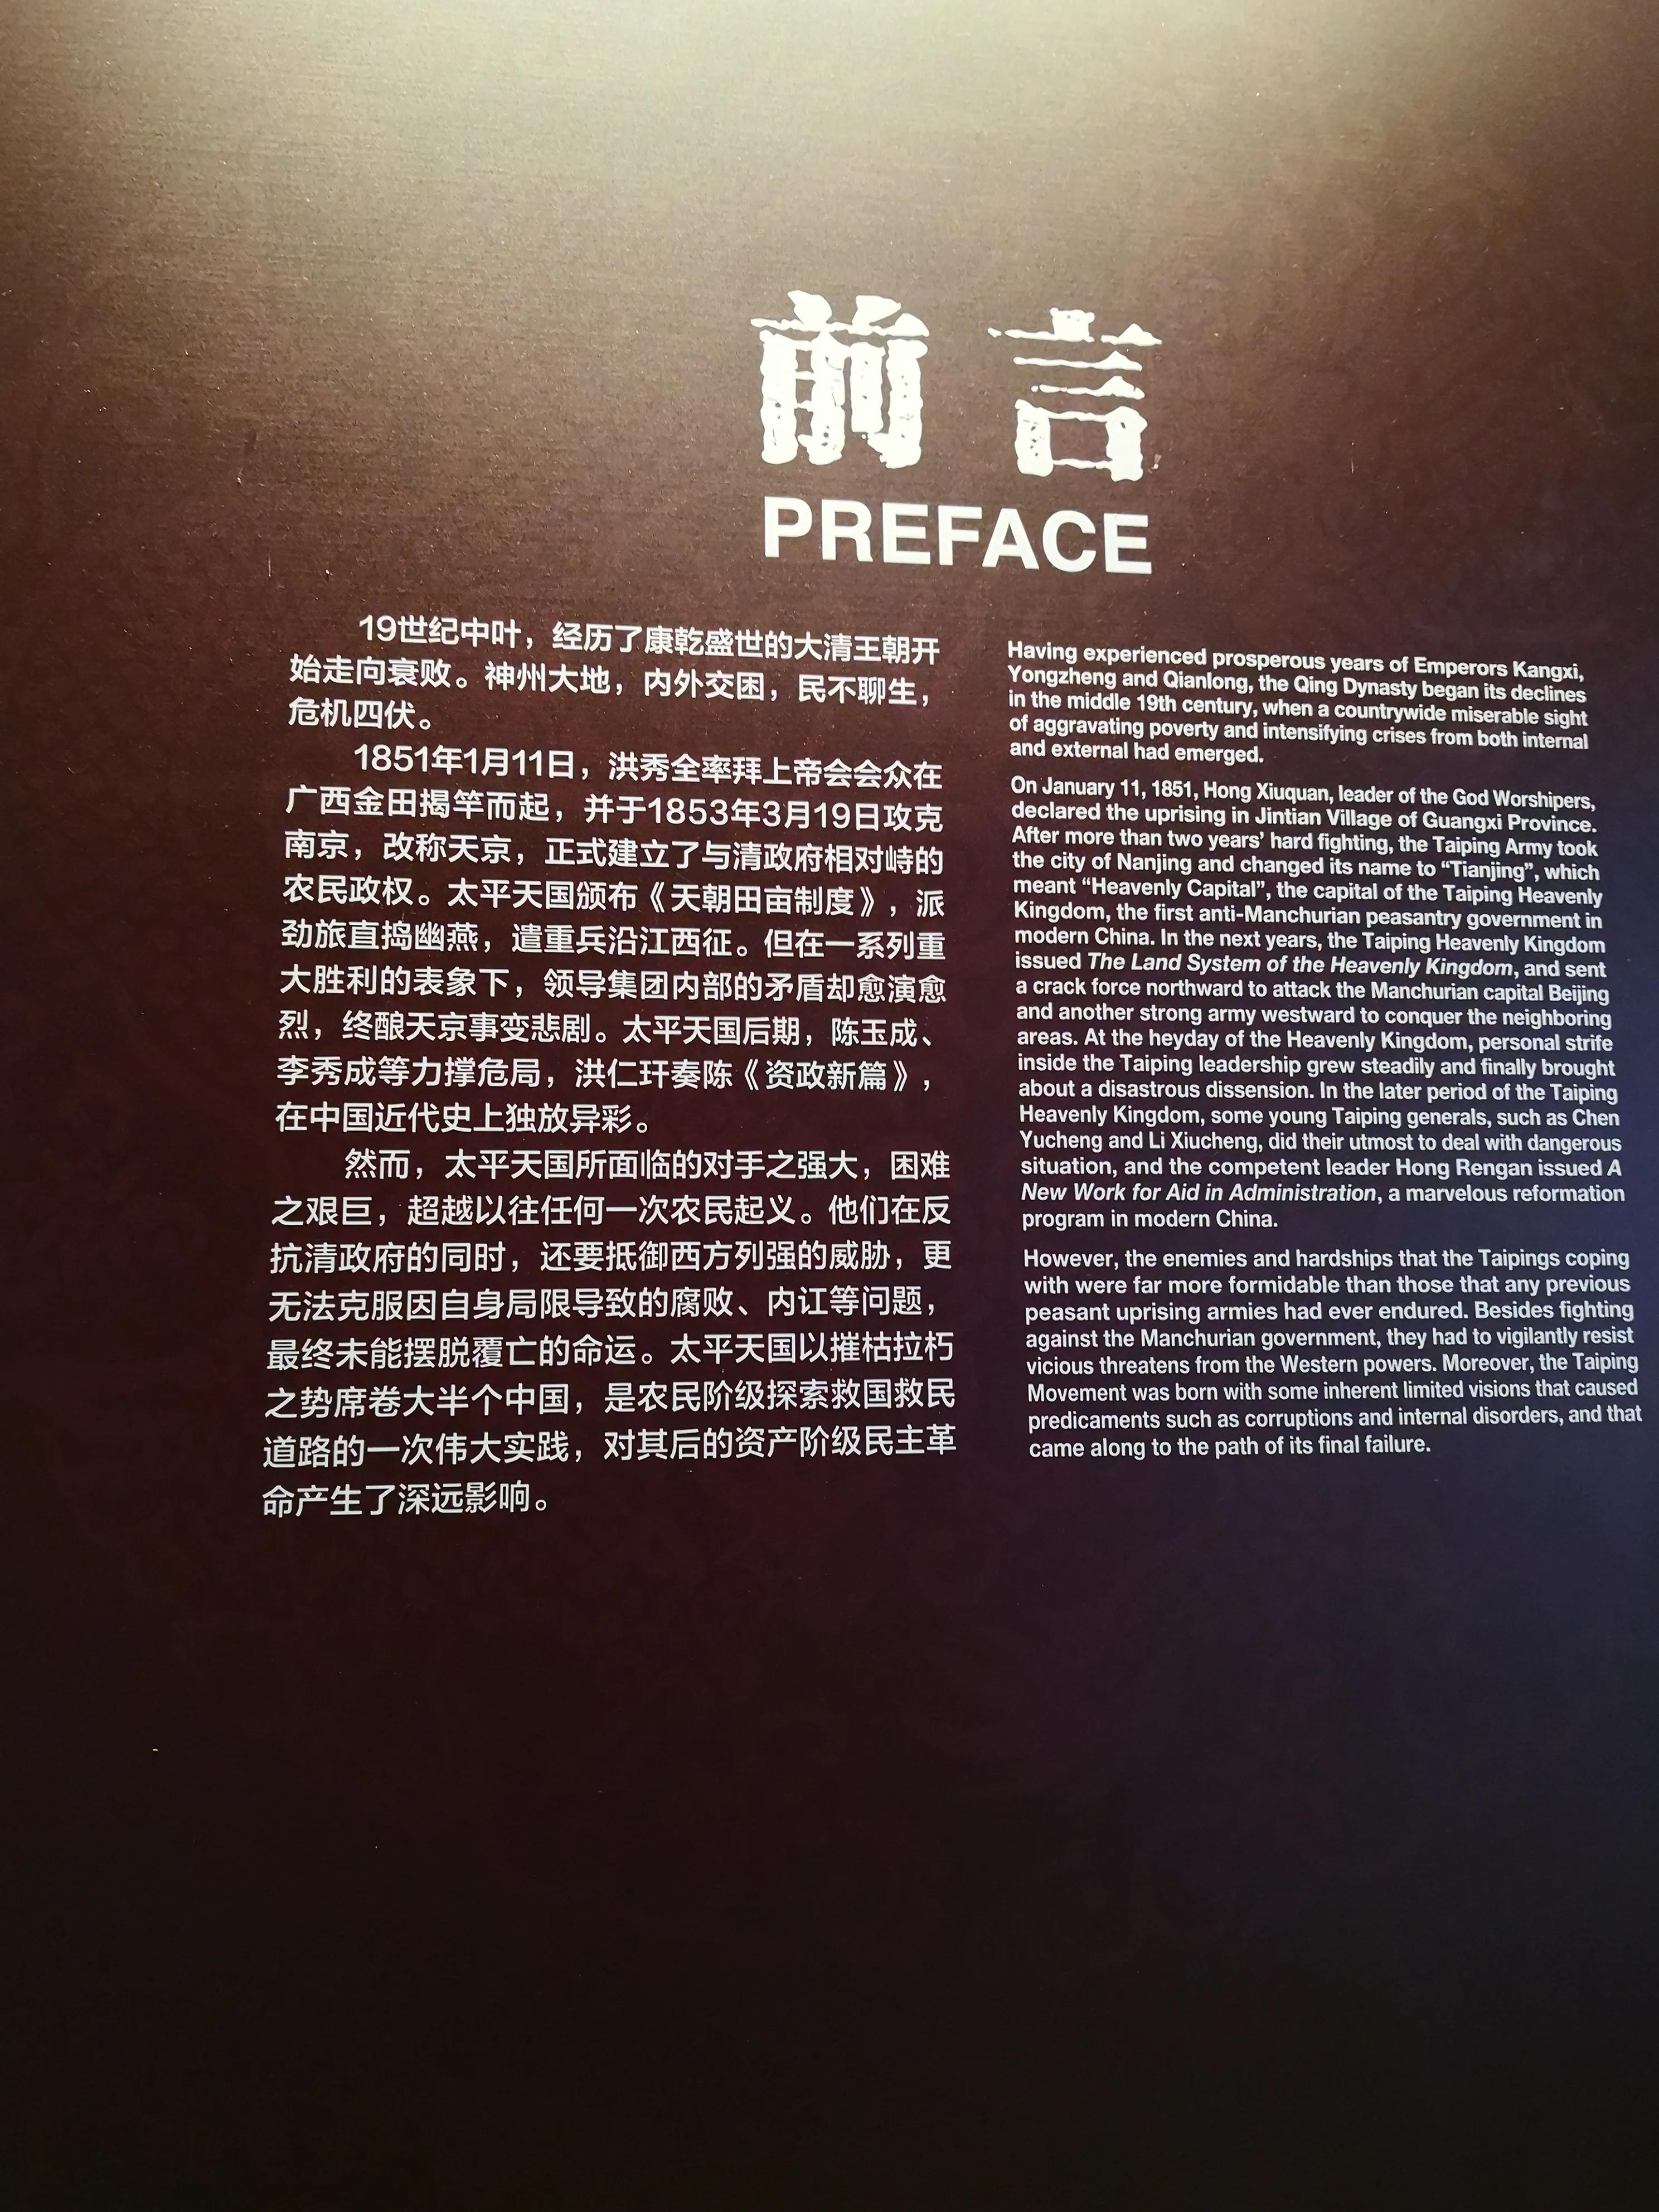 前言
PREFACE
19世纪中叶，经历了康乾盛世的大清王朝开
始走向衰败。神州大地，内外交困，民不聊生，
危机四伏。
1851年1月11日，洪秀全率拜上帝会会众在
广西金田揭竿而起，并于1853年3月19日攻克
南京，改称天京，正式建立了与清政府相对峙的
农民政权。太平天国颁布《天朝田亩制度》，派
劲旅直捣幽燕，遣重兵沿江西征。但在一系列重
大胜利的表象下，领导集团内部的矛盾却愈演愈
烈，终酿天京事变悲剧。太平天国后期，陈玉成、
李秀成等力撑危局，洪仁玕奏陈《资政新篇》，
在中国近代史上独放异彩。
然而，太平天国所面临的对手之强大，困难
之艰巨，超越以往任何一次农民起义。他们在反
抗清政府的同时，还要抵御西方列强的威胁，更
无法克服因自身局限导致的腐败、内讧等问题，
最终未能摆脱覆亡的命运。太平天国以摧枯拉朽
之势席卷大半个中国，是农民阶级探索救国救民
道路的一次伟大实践，对其后的资产阶级民主革
命产生了深远影响。
Having experienced prosperous years of Emperors Kangxi,
Yongzheng and Qianlong, the Qing Dynasty began its declines
in the middle 19th century, when a countrywide miserable sight
of aggravating poverty and intensifying crises from both internal
and external had emerged.
On January 11, 1851, Hong Xiuquan, leader of the God Worshipers,
declared the uprising in Jintian Village of Guangxi Province.
After more than two years’ hard fighting, the Taiping Army took
the city of Nanjing and changed its name to “Tianjing”, which
meant “Heavenly Capital”, the capital of the Taiping Heavenly
Kingdom, the first anti-Manchurian peasantry government in
modern China. In the next years, the Taiping Heavenly Kingdom
issued The Land System of the Heavenly Kingdom, and sent
a crack force northward to attack the Manchurian capital Beijing
and another strong army westward to conquer the neighboring
areas. At the heyday of the Heavenly Kingdom, personal strife
inside the Taiping leadership grew steadily and finally brought
about a disastrous dissension. In the later period of the Taiping
Heavenly Kingdom, some young Taiping generals, such as Chen
Yucheng and Li Xiucheng, did their utmost to deal with dangerous
situation, and the competent leader Hong Rengan issued A
New Work for Aid in Administration, a marvelous reformation
program in modern China.
However, the enemies and hardships that the Taipings coping
with were far more formidable than those that any previous
peasant uprising armies had ever endured. Besides fighting
against the Manchurian government, they had to vigilantly resist
vicious threatens from the Western powers. Moreover, the Taiping
Movement was born with some inherent limited visions that caused
predicaments such as corruptions and internal disorders, and that
came along to the path of its final failure.